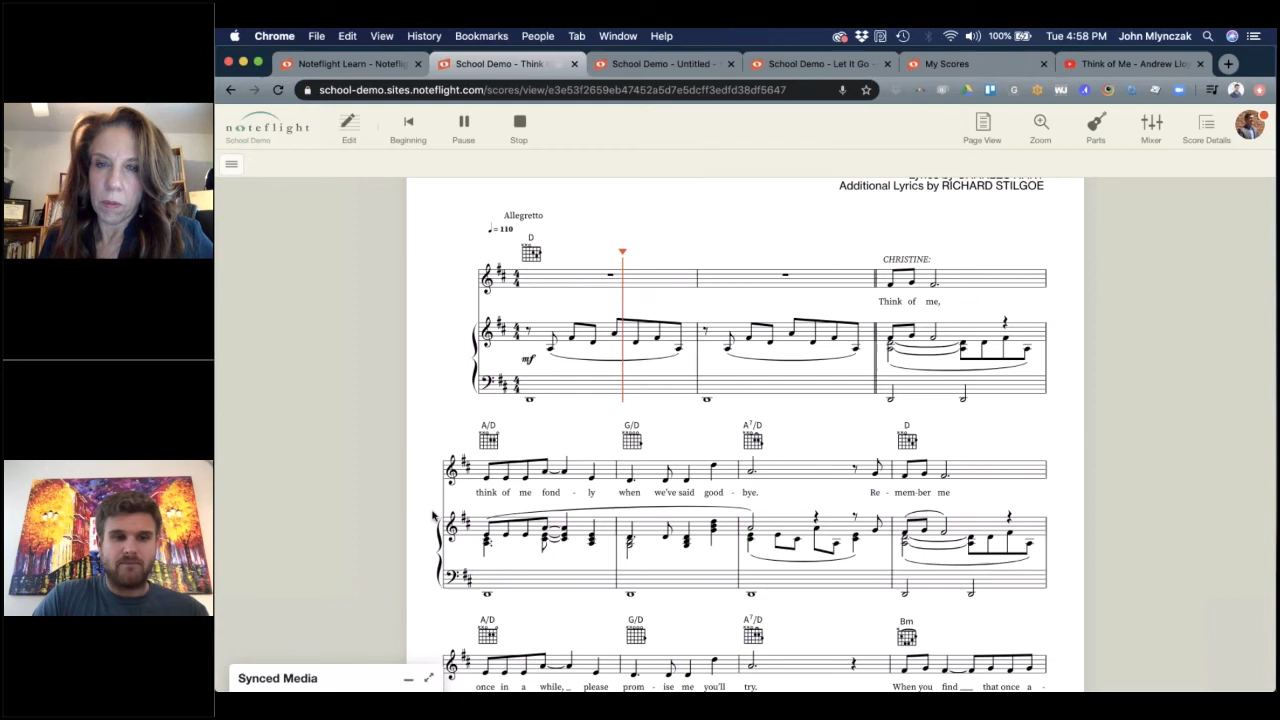 Chrome File Edit View History Bookmarks People Tab Window Help 100% Tue 4:58 PM John Mlynczak
Noteflight Learn - Noteflig School Demo - Think School Demo - Untitled - School Demo - Let It Go - My Scores Think of Me - Andrew Llo
school-demo.sites.noteflight.com/scores/view/e3e53f2659eb47452a5d7e5dcff3edfd38df5647
noteflight
School Demo
Edit Beginning Pause Stop Page View Zoom Parts Mixer Score Details
Additional Lyrics by RICHARD STILGOE
Allegretto
= 110
D
CHRISTINE:
Think of me,
mf
A/D G/D A7/D D
think of me fond - ly when we've said good - bye. Re - mem-ber me
A/D G/D A7/D Bm
once in a while, _ please prom - ise me you'll try. When you find ___ that once a -
Synced Media